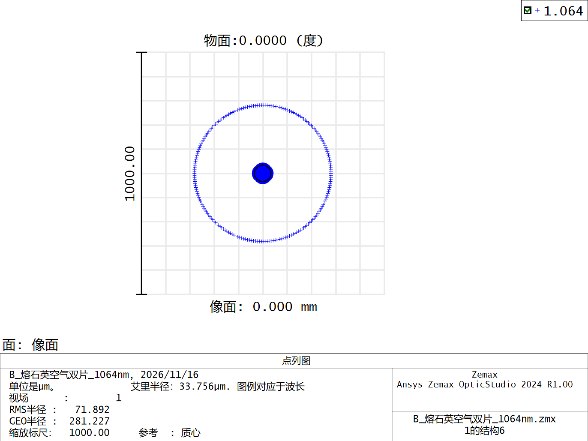 + 1.064
物面:0.0000 (度)
1000.00
像面: 0.000 mm
面: 像面
点列图
B_熔石英空气双片_1064nm, 2026/11/16
单位是µm。 艾里半径: 33.756µm. 图例对应于波长
视场 : 1
RMS半径 : 71.892
GEO半径 : 281.227
缩放标尺: 1000.00 参考 : 质心
Zemax
Ansys Zemax OpticStudio 2024 R1.00
B_熔石英空气双片_1064nm.zmx
1的结构6